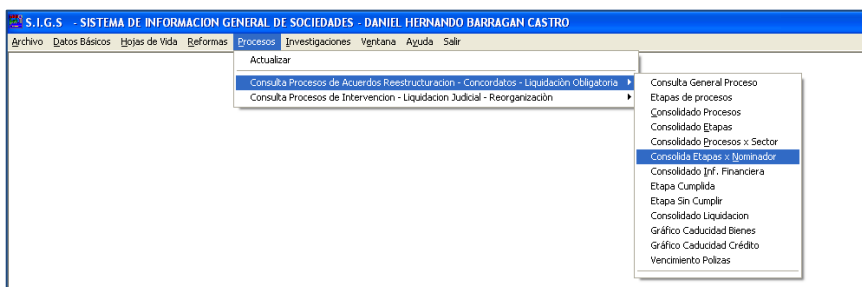 S.I.G.S - SISTEMA DE INFORMACION GENERAL DE SOCIEDADES - DANIEL HERNANDO BARRAGAN CASTRO
Archivo Datos Básicos Hojas de Vida Reformas Procesos Investigaciones Ventana Ayuda Salir
Actualizar
Consulta Procesos de Acuerdos Reestructuracion - Concordatos - Liquidaciòn Obligatoria
Consulta Procesos de Intervencion - Liquidacion Judicial - Reorganizaciòn
Consulta General Proceso
Etapas de procesos
Consolidado Procesos
Consolidado Etapas
Consolidado Procesos x Sector
Consolida Etapas x Nominador
Consolidado Inf. Financiera
Etapa Cumplida
Etapa Sin Cumplir
Consolidado Liquidacion
Gráfico Caducidad Bienes
Gráfico Caducidad Crédito
Vencimiento Polizas